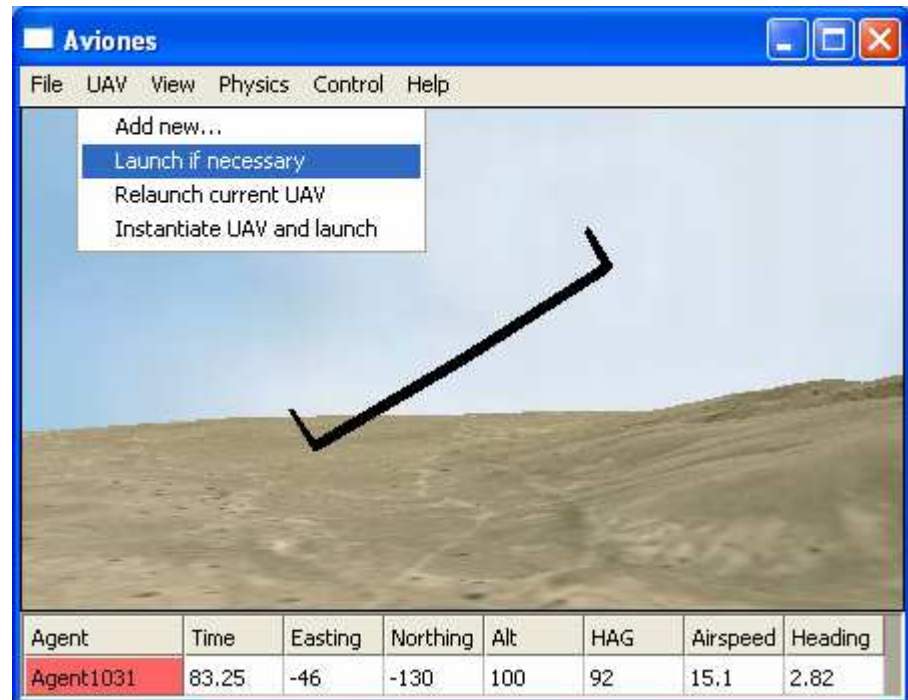 Aviones
File UAV View Physics Control Help
Add new...
Launch if necessary
Relaunch current UAV
Instantiate UAV and launch
Agent Time Easting Northing Alt HAG Airspeed Heading
Agent1031 83.25 -46 -130 100 92 15.1 2.82